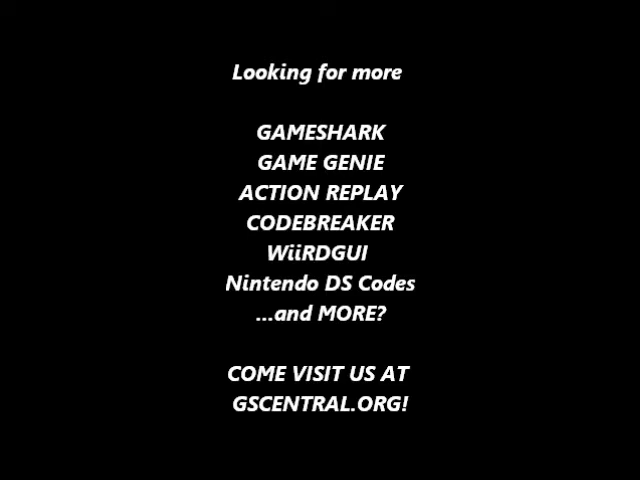 Looking for more
GAMESHARK
GAME GENIE
ACTION REPLAY
CODEBREAKER
WiiRDGUI
Nintendo DS Codes
...and MORE?
COME VISIT US AT
GSCENTRAL.ORG!